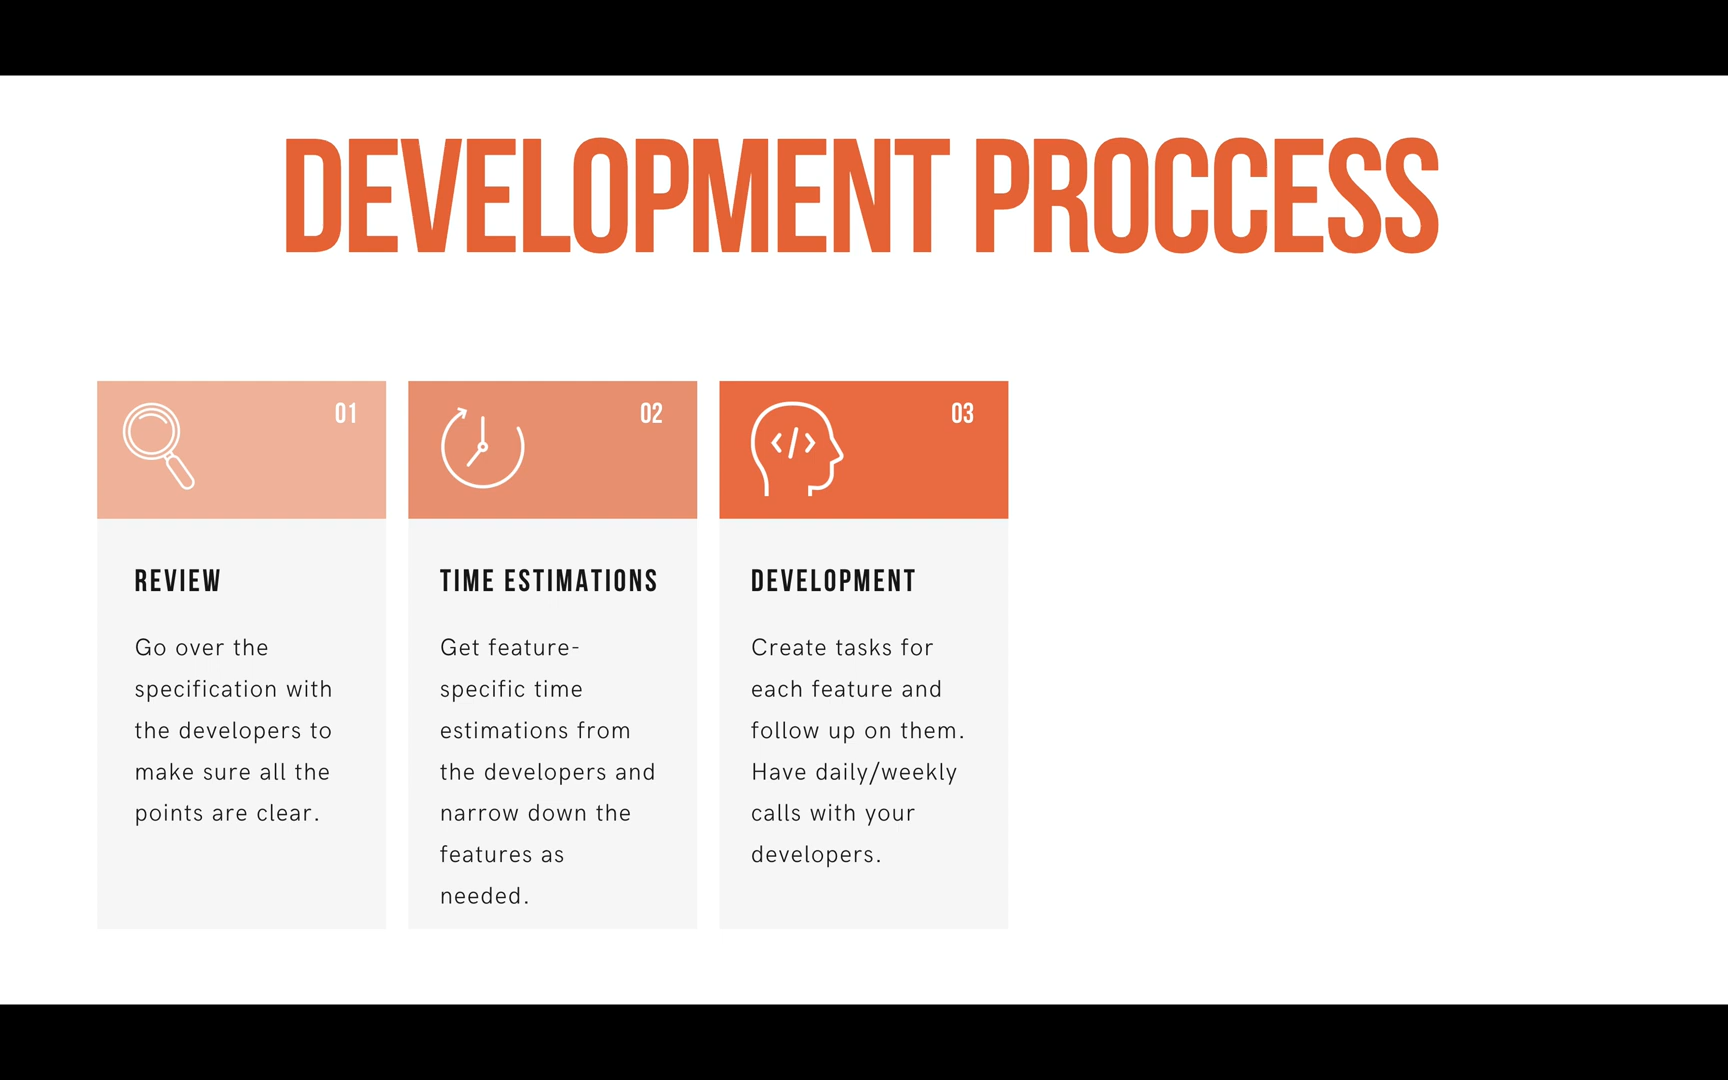 DEVELOPMENT PROCCESS
01
REVIEW
Go over the
specification with
the developers to
make sure all the
points are clear.
02
TIME ESTIMATIONS
Get feature-
specific time
estimations from
the developers and
narrow down the
features as
needed.
03
</>
DEVELOPMENT
Create tasks for
each feature and
follow up on them.
Have daily/weekly
calls with your
developers.